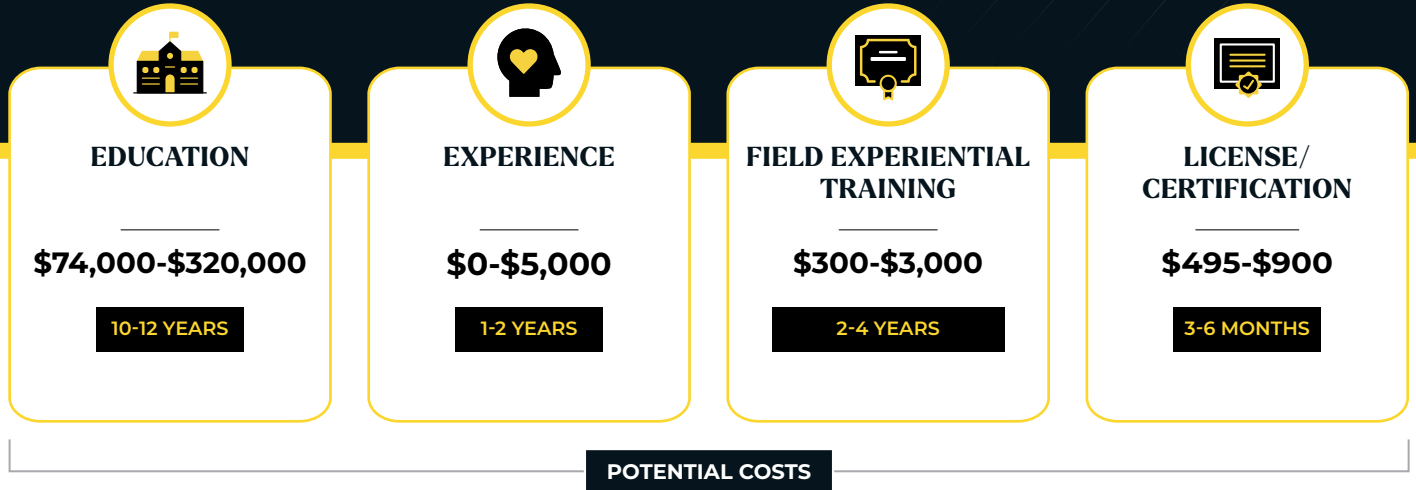 EDUCATION
$74,000-$320,000
10-12 YEARS
EXPERIENCE
$0-$5,000
1-2 YEARS
FIELD EXPERIENTIAL
TRAINING
$300-$3,000
2-4 YEARS
LICENSE/
CERTIFICATION
$495-$900
3-6 MONTHS
POTENTIAL COSTS